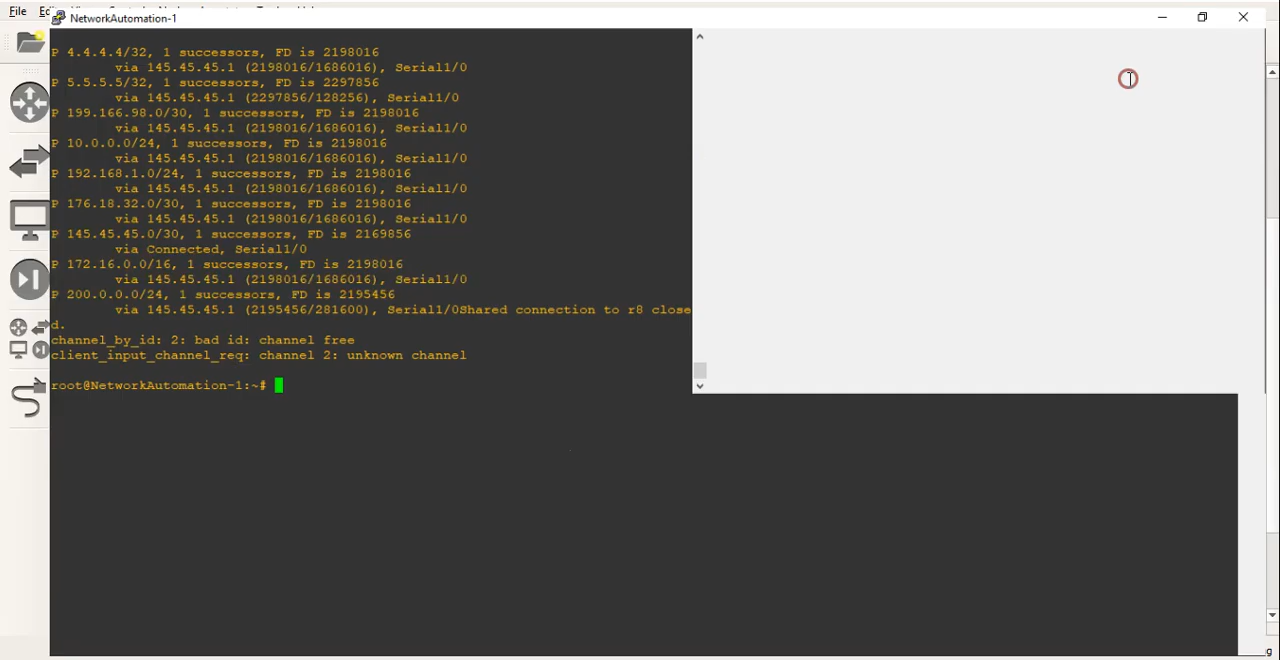 NetworkAutomation-1
File
P 4.4.4.4/32, 1 successors, FD is 2198016
via 145.45.45.1 (2198016/1686016), Serial1/0
P 5.5.5.5/32, 1 successors, FD is 2297856
via 145.45.45.1 (2297856/128256), Serial1/0
P 199.166.98.0/30, 1 successors, FD is 2198016
via 145.45.45.1 (2198016/1686016), Serial1/0
P 10.0.0.0/24, 1 successors, FD is 2198016
via 145.45.45.1 (2198016/1686016), Serial1/0
P 192.168.1.0/24, 1 successors, FD is 2198016
via 145.45.45.1 (2198016/1686016), Serial1/0
P 176.18.32.0/30, 1 successors, FD is 2198016
via 145.45.45.1 (2198016/1686016), Serial1/0
P 145.45.45.0/30, 1 successors, FD is 2169856
via Connected, Serial1/0
P 172.16.0.0/16, 1 successors, FD is 2198016
via 145.45.45.1 (2198016/1686016), Serial1/0
P 200.0.0.0/24, 1 successors, FD is 2195456
via 145.45.45.1 (2195456/281600), Serial1/0Shared connection to r8 close
d.
channel_by_id: 2: bad id: channel free
client_input_channel_req: channel 2: unknown channel
root@NetworkAutomation-1:~#